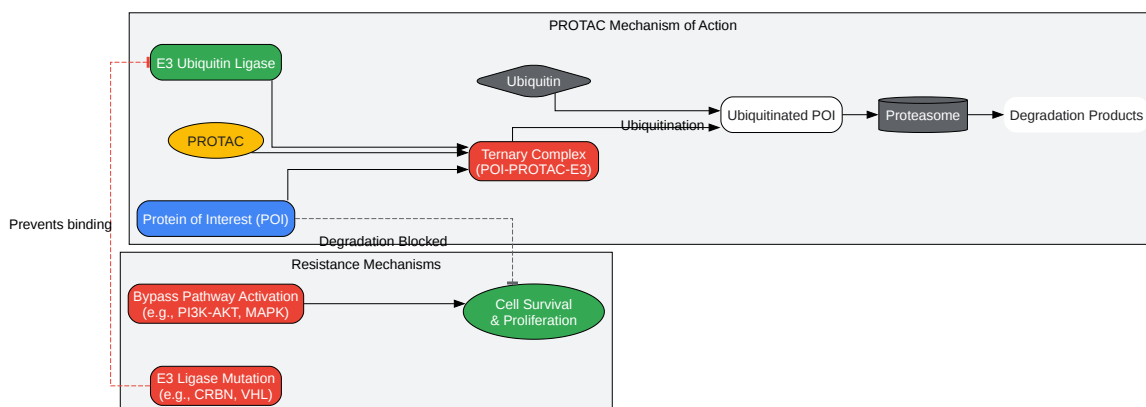 PROTAC Mechanism of Action
E3 Ubiquitin Ligase
Ubiquitin
PROTAC
Ubiquitination
Ubiquitinated POI
Proteasome
Degradation Products
Ternary Complex
(POI-PROTAC-E3)
Protein of Interest (POI)
Prevents binding
Degradation Blocked
Resistance Mechanisms
Bypass Pathway Activation
(e.g., PI3K-AKT, MAPK)
Cell Survival
& Proliferation
E3 Ligase Mutation
(e.g., CRBN, VHL)